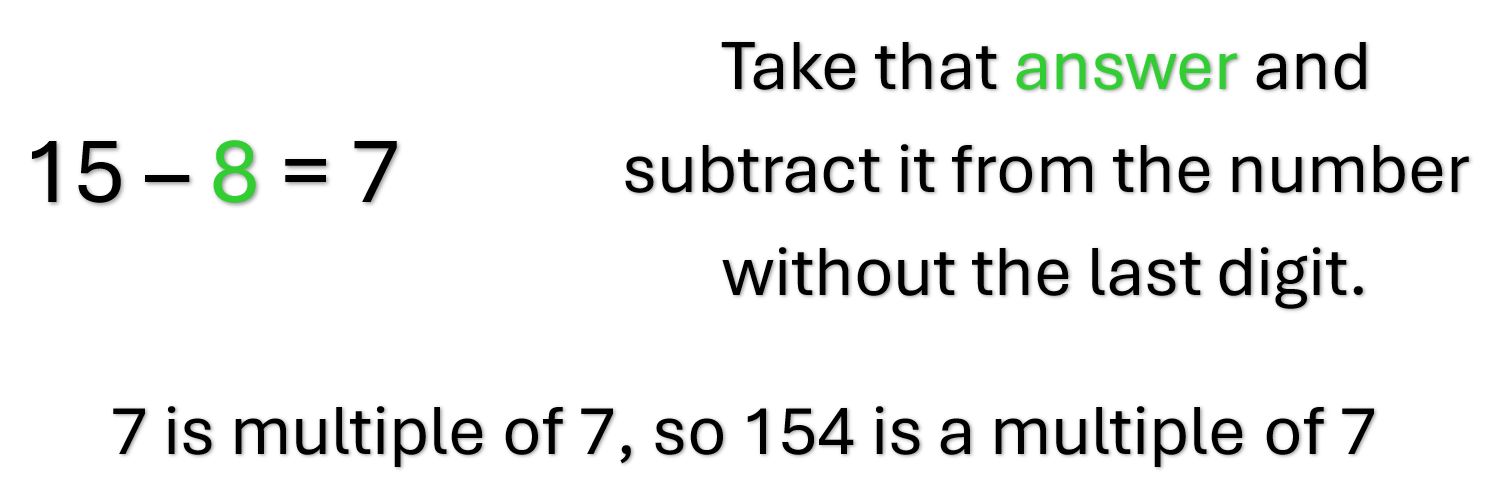 Take that answer and
15 – 8 = 7
subtract it from the number
without the last digit.
7 is multiple of 7, so 154 is a multiple of 7